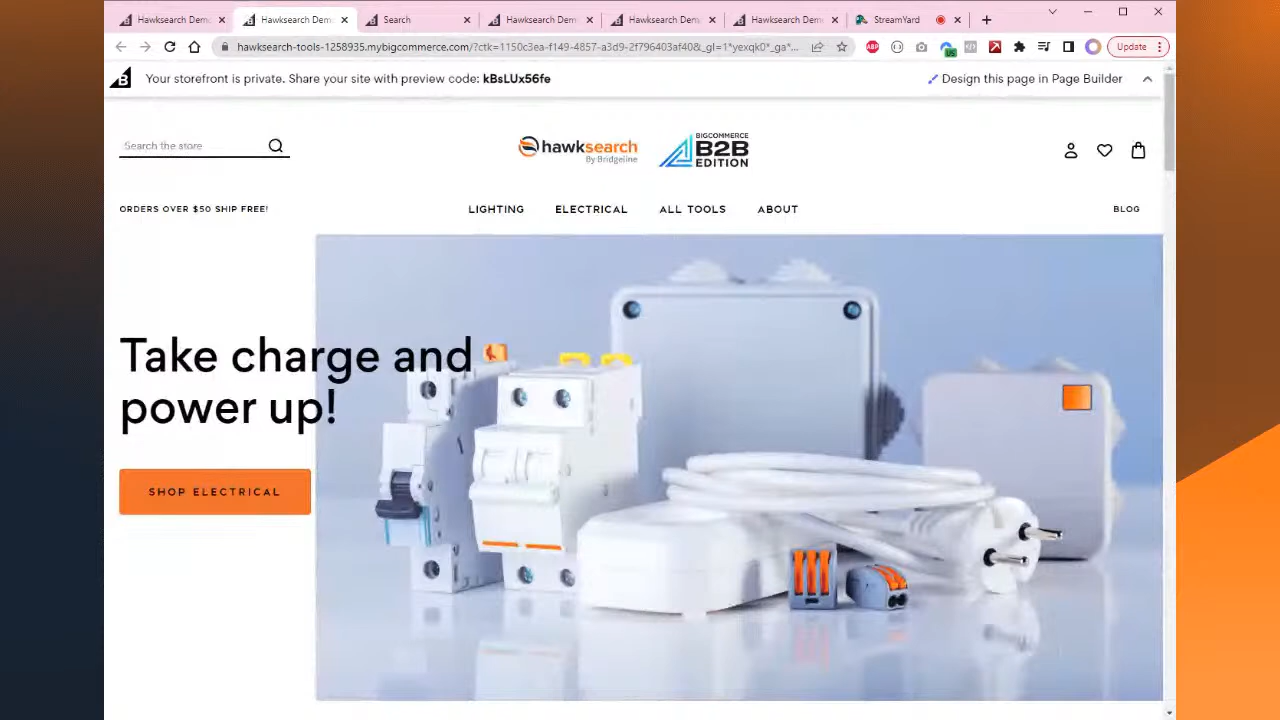 Hawksearch Dem
Hawksearch Dem
Search
Hawksearch Dem
Hawksearch Dem
Hawksearch Dem
StreamYard
hawksearch-tools-1258935.mybigcommerce.com/?ctk=1150c3ea-f149-4857-a3d9-2f796403af40&_gl=1*yexqk0*_ga*...
ABP
US
Update
B
Your storefront is private. Share your site with preview code: kBsLUx56fe
Design this page in Page Builder
Search the store
hawksearch
By Bridgeline
BIGCOMMERCE
B2B
EDITION
ORDERS OVER $50 SHIP FREE!
LIGHTING
ELECTRICAL
ALL TOOLS
ABOUT
BLOG
Take charge and
power up!
SHOP ELECTRICAL